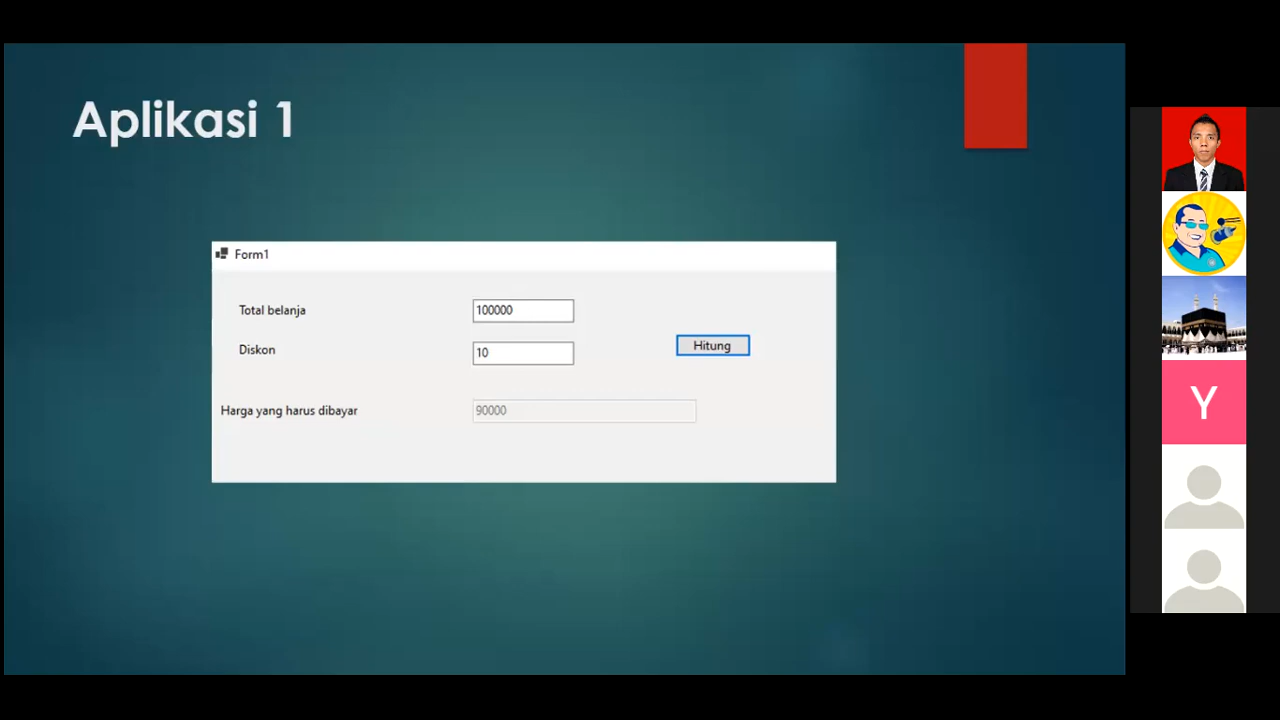 Aplikasi 1
Form1
Total belanja
100000
Diskon
10
Hitung
Harga yang harus dibayar
90000
Y